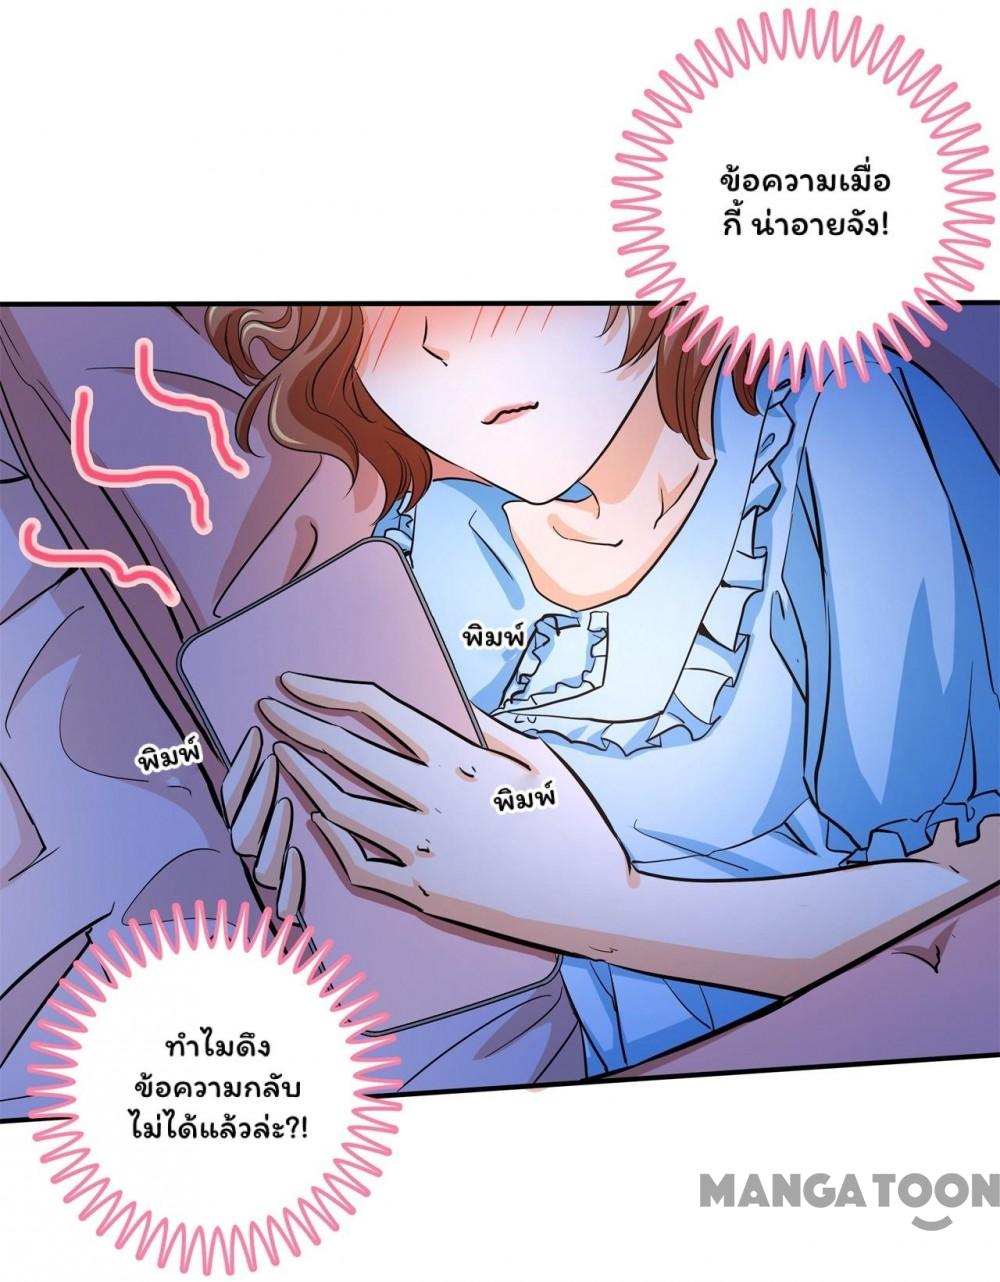 ข้อความเมื่อ
กี้ น่าอายจัง!
พิมพ์
พิมพ์
พิมพ์
ทำไมดึง
ข้อความกลับ
ไม่ได้แล้วล่ะ?!
MANGATOON